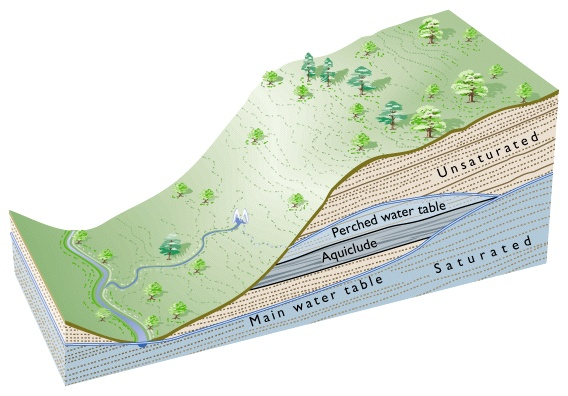 Unsaturated
Perched water table
Aquiclude
Saturated
Main water table